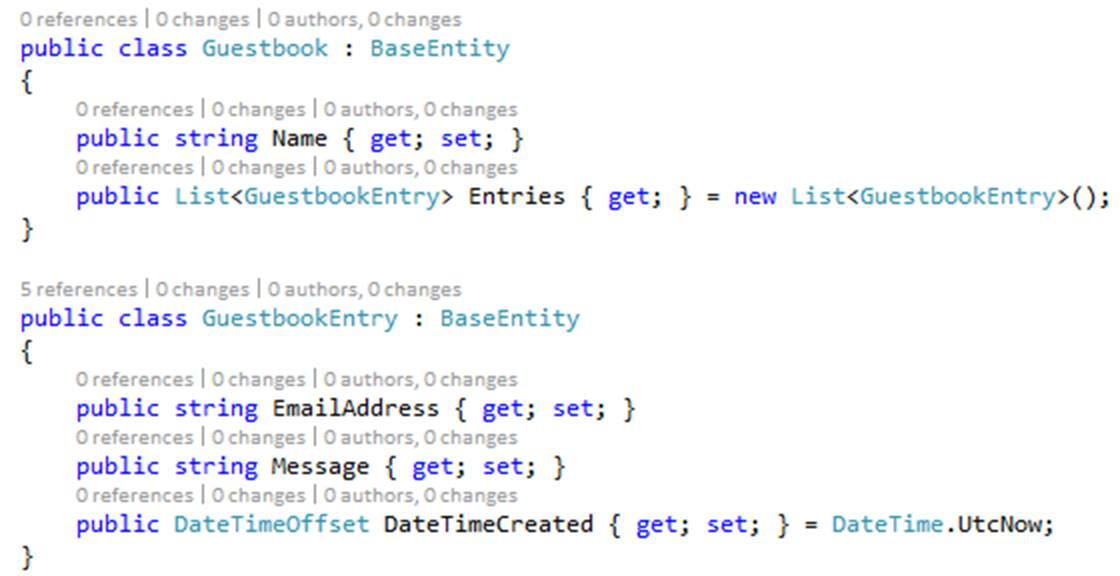 0 references | 0 changes | 0 authors, 0 changes
public class Guestbook : BaseEntity
{
0 references | 0 changes | 0 authors, 0 changes
public string Name { get; set; }
0 references | 0 changes | 0 authors, 0 changes
public List<GuestbookEntry> Entries { get; } = new List<GuestbookEntry>();
}
5 references | 0 changes | 0 authors, 0 changes
public class GuestbookEntry : BaseEntity
{
0 references | 0 changes | 0 authors, 0 changes
public string EmailAddress { get; set; }
0 references | 0 changes | 0 authors, 0 changes
public string Message { get; set; }
0 references | 0 changes | 0 authors, 0 changes
public DateTimeOffset DateTimeCreated { get; set; } = DateTime.UtcNow;
}